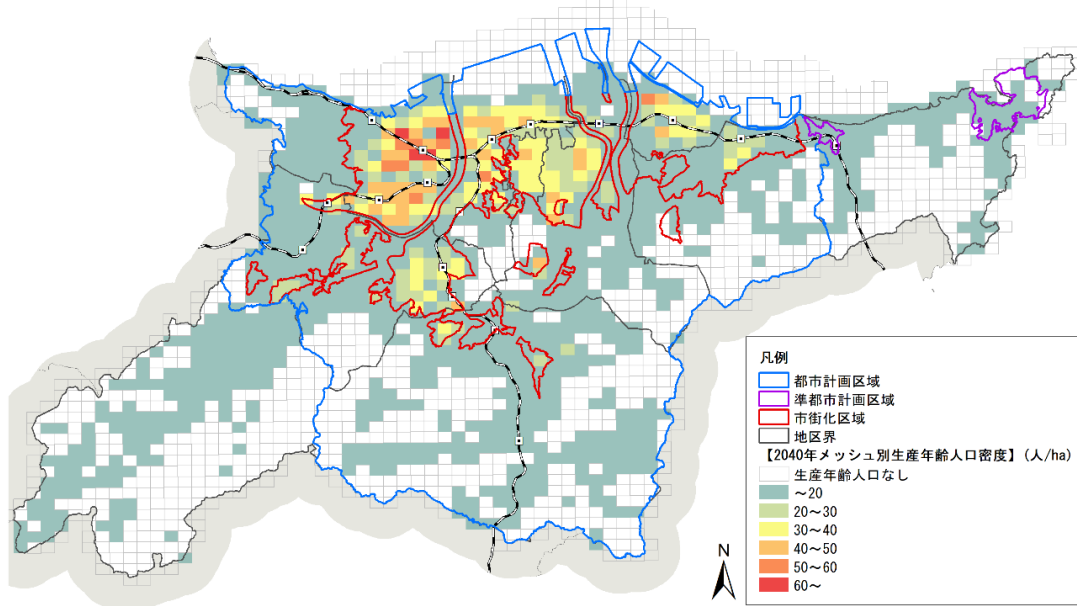 凡例
都市計画区域
準都市計画区域
市街化区域
地区界
【2040年メッシュ別生産年齢人口密度】(人/ha)
生産年齢人口なし
～20
20～30
30～40
40～50
50～60
60～
N